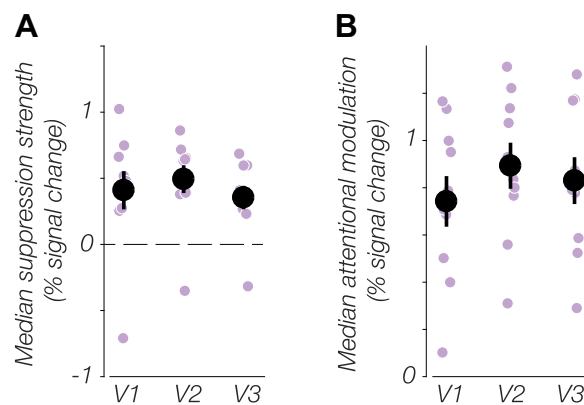 A
Median suppression strength
(% signal change)
1
0
-1
V1 V2 V3
B
Median attentional modulation
(% signal change)
1
0
V1 V2 V3